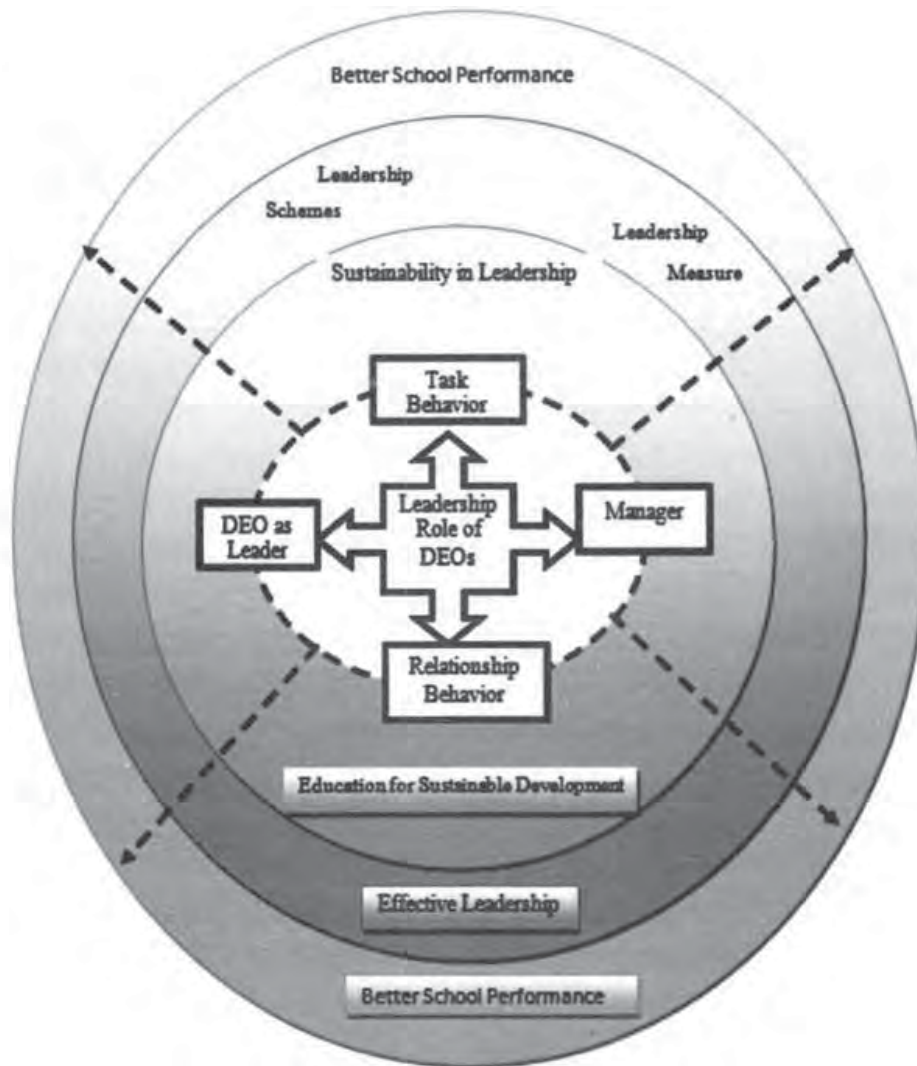 Better School Performance
Leadership
Schemas
Leadership
Measure
Sustainability in Leadership
Task
Behavior
DEO as
Leader
Leadership
Role of
DEOs
Manager
Relationship
Behavior
Education for Sustainable Development
Effective Leadership
Better School Performance